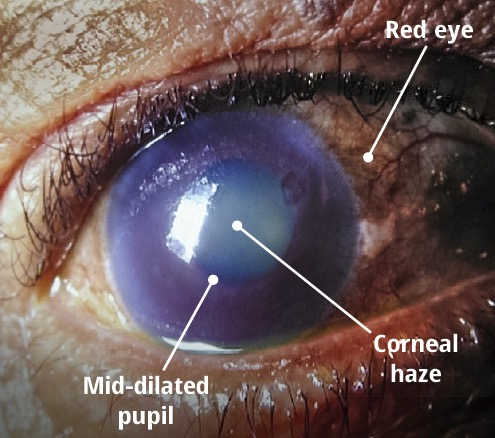 Red eye
Corneal
haze
Mid-dilated
pupil